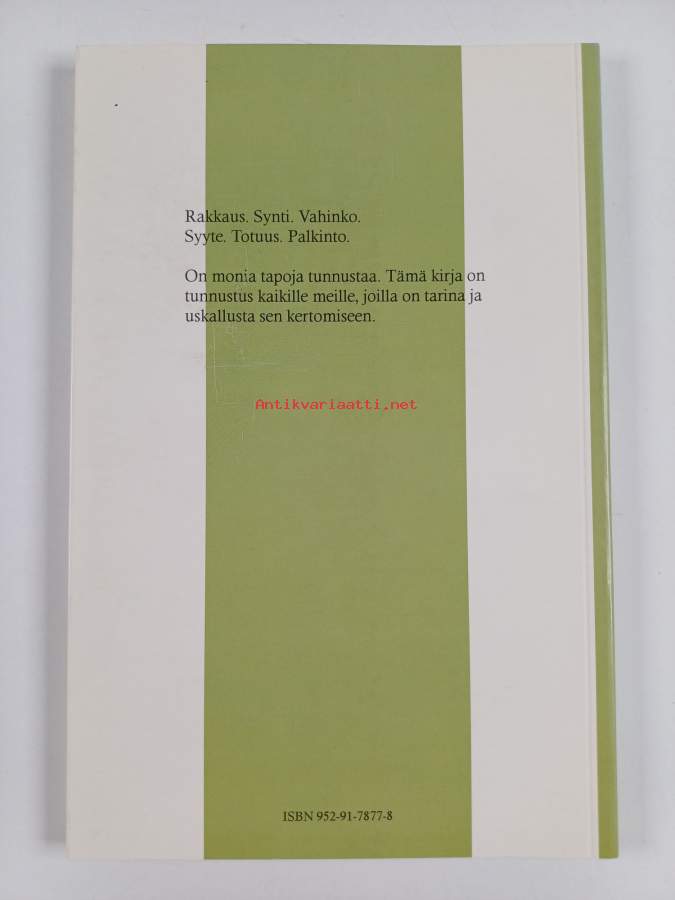 Rakkaus. Synti. Vahinko.
Syyte. Totuus. Palkinto.
On monia tapoja tunnustaa. Tämä kirja on
tunnustus kaikille meille, joilla on tarina ja
uskallusta sen kertomiseen.
Antikvariaatti.net
ISBN 952-91-7877-8